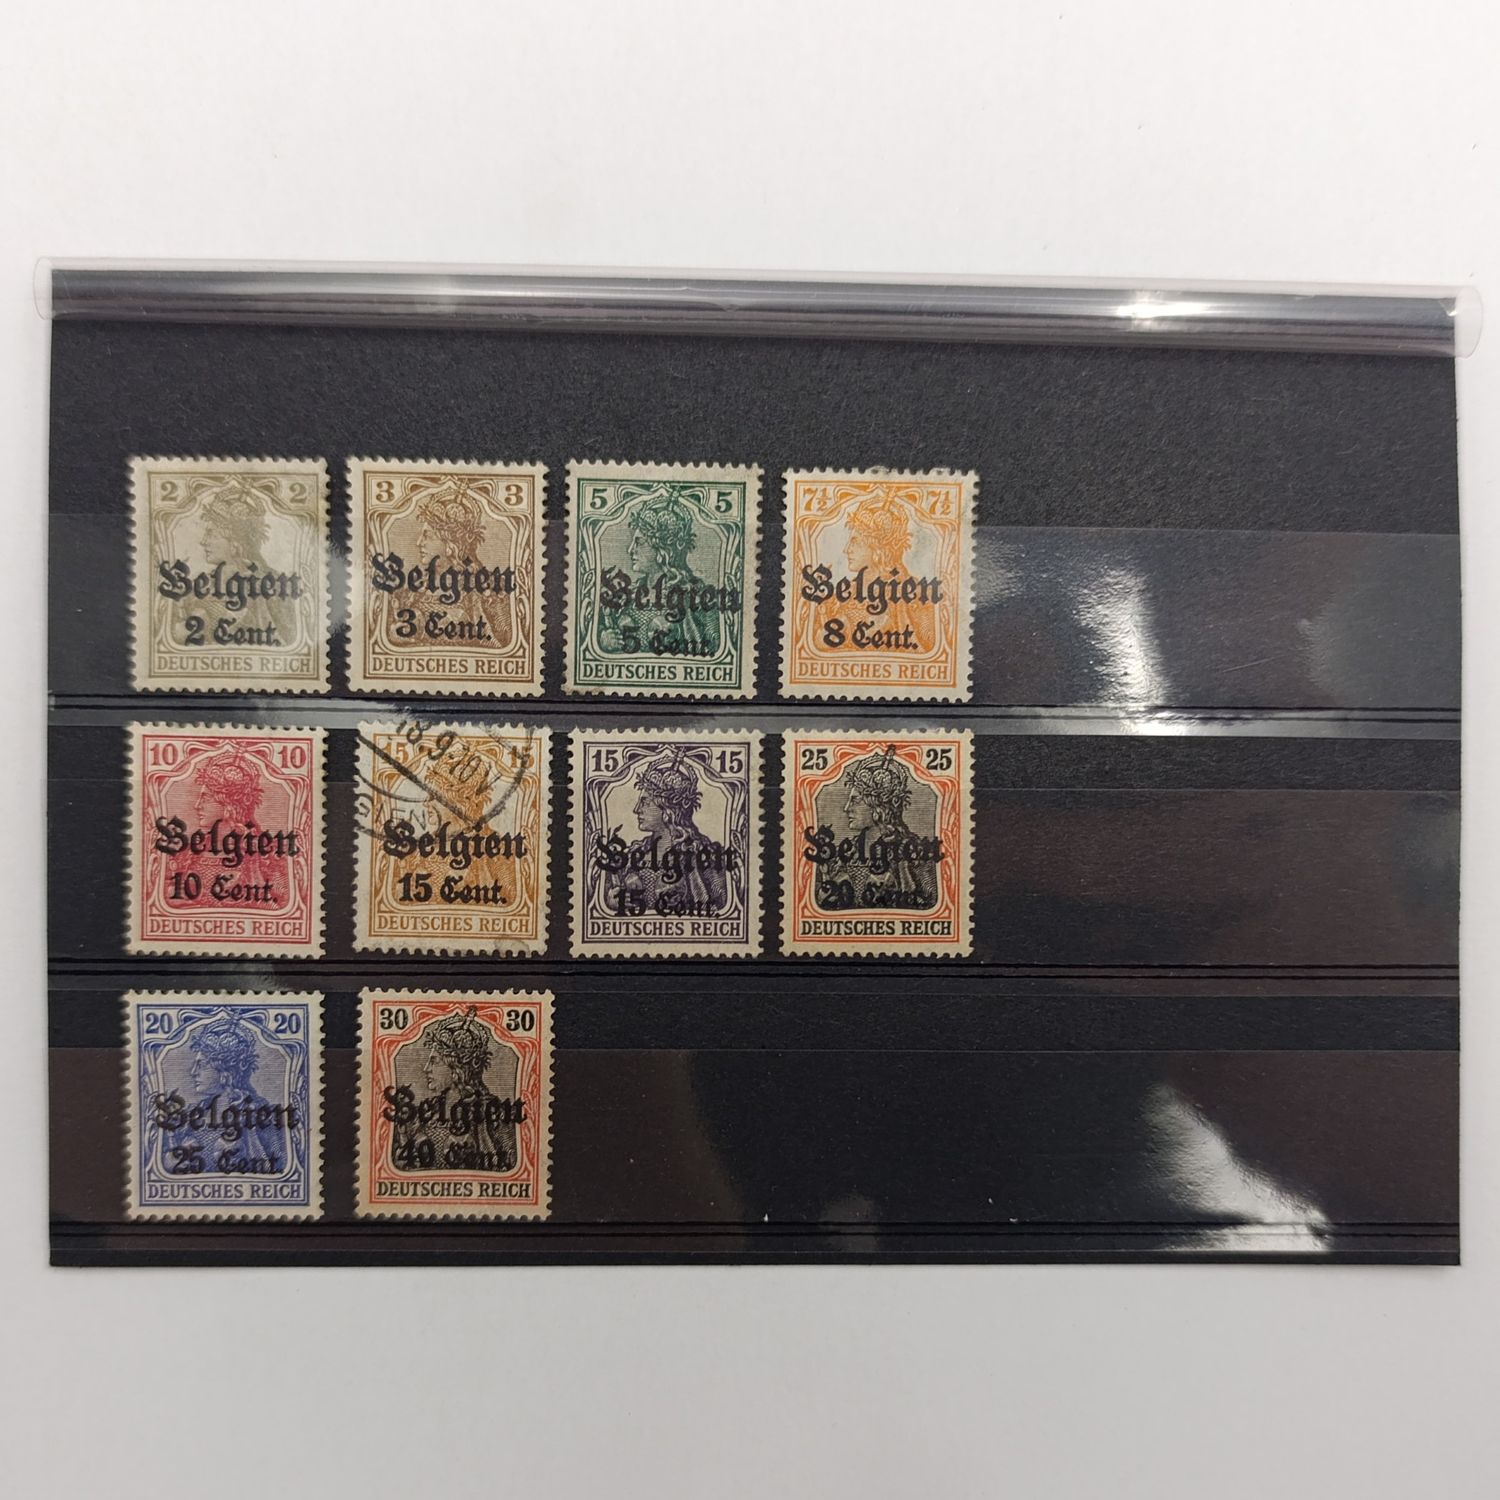 2 2
Belgien
2 Cent.
DEUTSCHES REICH
3 3
Belgien
3 Cent.
DEUTSCHES REICH
5 5
Belgien
5 Cent.
DEUTSCHES REICH
7½ 7½
Belgien
8 Cent.
DEUTSCHES REICH
10 10
Belgien
10 Cent.
DEUTSCHES REICH
15
18.9.
10V
Belgien
15 Cent.
DEUTSCHES REICH
15 15
Belgien
15 Cent.
DEUTSCHES REICH
25 25
Belgien
20 Cent.
DEUTSCHES REICH
20 20
Belgien
25 Cent.
DEUTSCHES REICH
30 30
Belgien
40 Cent.
DEUTSCHES REICH